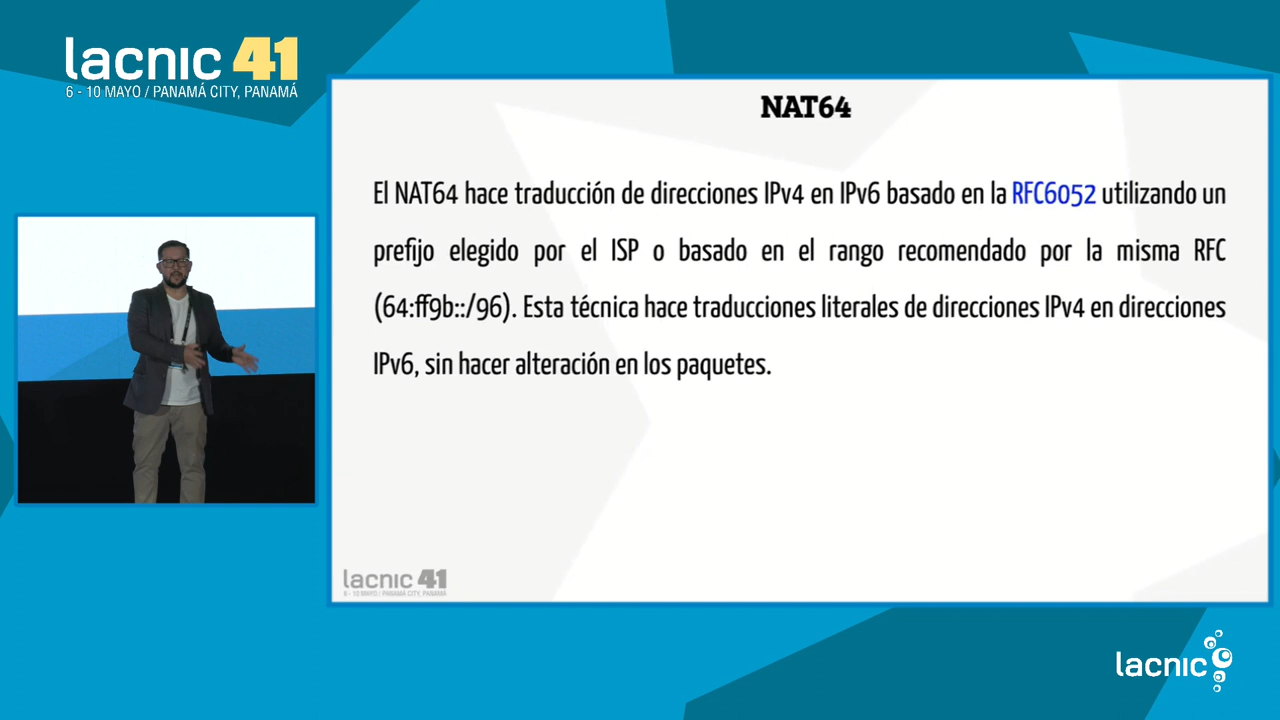 lacnic 41
6 - 10 MAYO / PANAMÁ CITY, PANAMÁ
NAT64
El NAT64 hace traducción de direcciones IPv4 en IPv6 basado en la RFC6052 utilizando un
prefijo elegido por el ISP o basado en el rango recomendado por la misma RFC
(64:ff9b::/96). Esta técnica hace traducciones literales de direcciones IPv4 en direcciones
IPv6, sin hacer alteración en los paquetes.
lacnic 41
6 - 10 MAYO / PANAMÁ CITY, PANAMÁ
lacnic